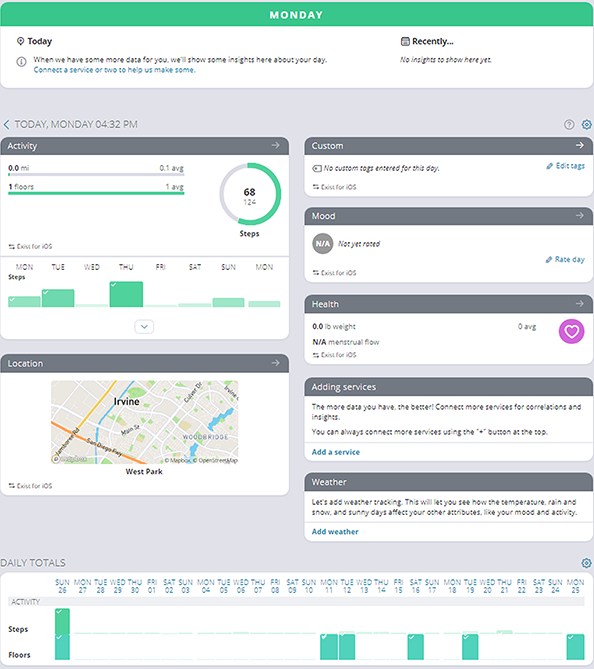 MONDAY
Today
When we have some more data for you, we'll show some insights here about your day.
Connect a service or two to help us make some.
Recently...
No insights to show here yet.
TODAY, MONDAY 04:32 PM
Activity
0.0 mi 0.1 avg
1 floors 1 avg
68
124
Steps
Exist for iOS
MON TUE WED THU FRI SAT SUN MON
Steps
Location
Irvine
Culver Dr
Irvine
Main St
Jamboree Rd
San Diego Fwy
WOODBRIDGE
© Mapbox, © OpenStreetMap
West Park
Exist for iOS
Custom
No custom tags entered for this day.
Edit tags
Exist for iOS
Mood
N/A Not yet rated
Rate day
Exist for iOS
Health
0.0 lb weight 0 avg
N/A menstrual flow
Exist for iOS
Adding services
The more data you have, the better! Connect more services for correlations and
insights.
You can always connect more services using the "+" button at the top.
Add a service
Weather
Let's add weather tracking. This will let you see how the temperature, rain and
snow, and sunny days affect your other attributes, like your mood and activity.
Add weather
DAILY TOTALS
SUN MON TUE WED THU FRI SAT SUN MON TUE WED THU FRI SAT SUN MON TUE WED THU FRI SAT SUN MON TUE WED THU FRI SAT SUN MON
26 27 28 29 30 01 02 03 04 05 06 07 08 09 10 11 12 13 14 15 16 17 18 19 20 21 22 23 24 25
ACTIVITY
Steps
Floors